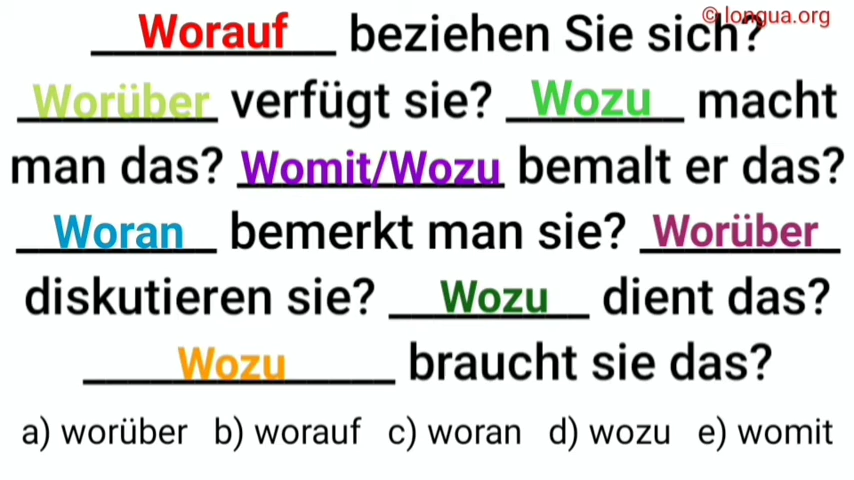 © longua.org
Worauf beziehen Sie sich?
Worüber verfügt sie? Wozu macht
man das? Womit/Wozu bemalt er das?
Woran bemerkt man sie? Worüber
diskutieren sie? Wozu dient das?
Wozu braucht sie das?
a) worüber b) worauf c) woran d) wozu e) womit